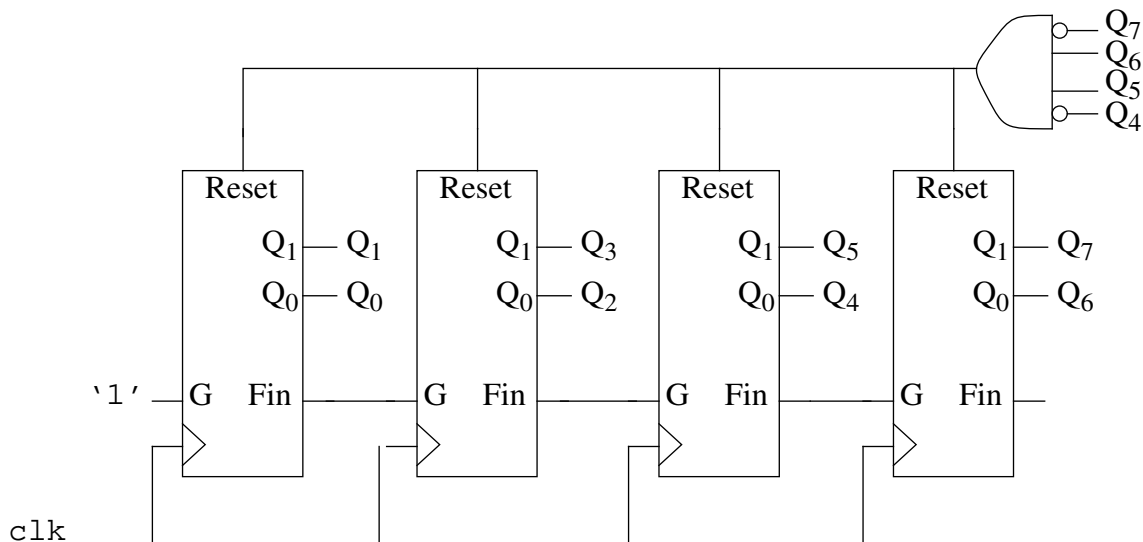 Q7
Q6
Q5
Q4
Reset Reset Reset Reset
Q1 Q1 Q1 Q3 Q1 Q5 Q1 Q7
Q0 Q0 Q0 Q2 Q0 Q4 Q0 Q6
‘1’ G Fin G Fin G Fin G Fin
clk